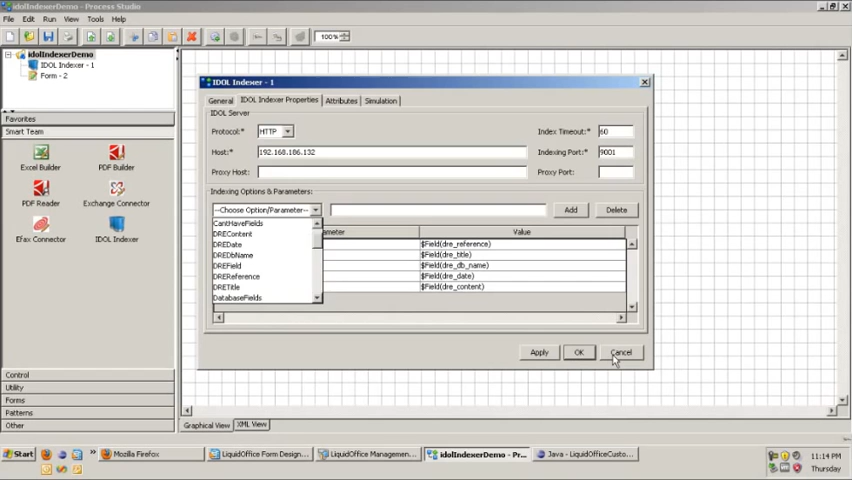 idolIndexerDemo - Process Studio
File Edit Run View Tools Help
100%
idolIndexerDemo
IDOL Indexer - 1
Form - 2
Favorites
Smart Team
Excel Builder
PDF Builder
PDF Reader
Exchange Connector
EFax Connector
IDOL Indexer
Control
Utility
Forms
Patterns
Other
IDOL Indexer - 1
General IDOL Indexer Properties Attributes Simulation
IDOL Server
Protocol:* HTTP Index Timeout:* 60
Host:* 192.168.186.132 Indexing Port:* 9001
Proxy Host: Proxy Port:
Indexing Options & Parameters:
--Choose Option/Parameter-- Add Delete
CantHaveFields
DREContent
DREDate
DREDbName
DREField
DREReference
DRETitle
DatabaseFields
ameter Value
$Field(dre_reference)
$Field(dre_title)
$Field(dre_db_name)
$Field(dre_date)
$Field(dre_content)
Apply OK Cancel
Graphical View XML View
Start Mozilla Firefox LiquidOffice Form Design... LiquidOffice Managemen... idolIndexerDemo - Pr... Java - LiquidOfficeCusto...
11:14 PM
Thursday